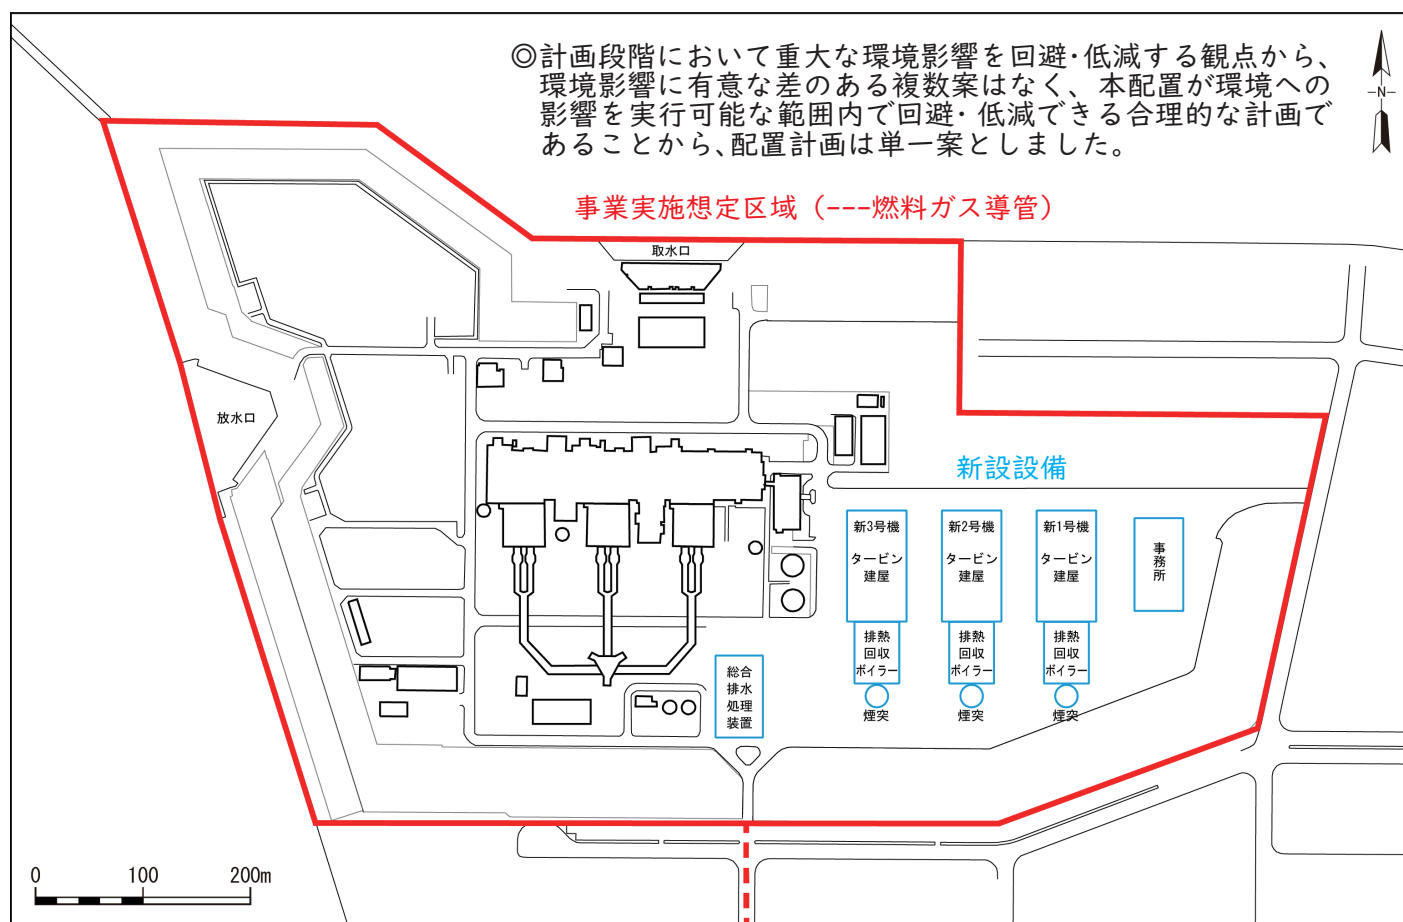 ◎計画段階において重大な環境影響を回避・低減する観点から、
環境影響に有意な差のある複数案はなく、本配置が環境への
影響を実行可能な範囲内で回避・低減できる合理的な計画で
あることから、配置計画は単一案としました。
N
事業実施想定区域（---燃料ガス導管）
取水口
放水口
新設設備
新3号機
タービン
建屋
排熱
回収
ボイラー
煙突
新2号機
タービン
建屋
排熱
回収
ボイラー
煙突
新1号機
タービン
建屋
排熱
回収
ボイラー
煙突
事務所
総合
排水
処理
装置
0 100 200m